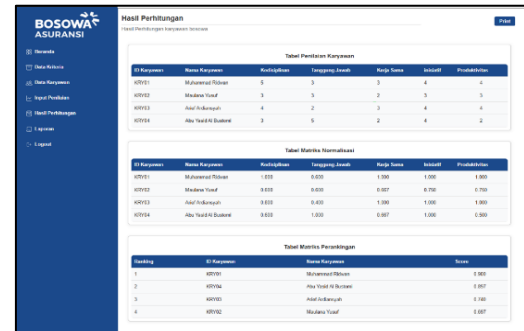 BOSOWA
ASURANSI
Beranda
Data Kriteria
Data Karyawan
Input Penilaian
Hasil Perhitungan
Laporan
Logout
Hasil Perhitungan
Hasil Perhitungan karyawan bosowa
Print
Tabel Penilaian Karyawan
ID Karyawan Nama Karyawan Kedisiplinan Tanggung Jawab Kerja Sama Inisiatif Produktivitas
KRY01 Muhammad Ridwan 5 3 3 4 4
KRY02 Maulana Yusuf 3 3 2 3 3
KRY03 Arief Ardiansyah 4 2 3 4 4
KRY04 Abu Yasid Al Bustomi 3 5 2 4 2
Tabel Matriks Normalisasi
ID Karyawan Nama Karyawan Kedisiplinan Tanggung Jawab Kerja Sama Inisiatif Produktivitas
KRY01 Muhammad Ridwan 1.000 0.600 1.000 1.000 1.000
KRY02 Maulana Yusuf 0.600 0.600 0.667 0.750 0.750
KRY03 Arief Ardiansyah 0.800 0.400 1.000 1.000 1.000
KRY04 Abu Yasid Al Bustomi 0.600 1.000 0.667 1.000 0.500
Tabel Matriks Perankingan
Ranking ID Karyawan Nama Karyawan Score
1 KRY01 Muhammad Ridwan
2 KRY04 Abu Yasid Al Bustomi
3 KRY03 Arief Ardiansyah
4 KRY02 Maulana Yusuf